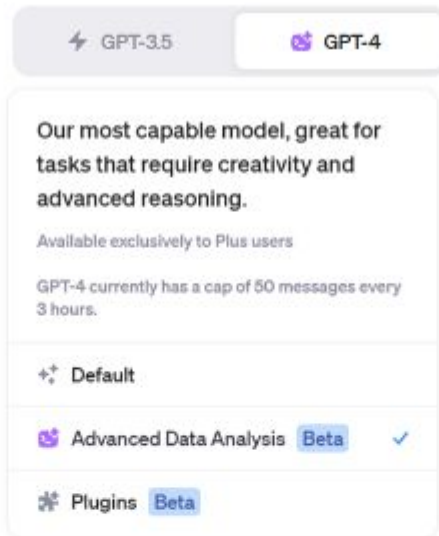 GPT-3.5
GPT-4
Our most capable model, great for
tasks that require creativity and
advanced reasoning.
Available exclusively to Plus users
GPT-4 currently has a cap of 50 messages every
3 hours.
Default
Advanced Data Analysis Beta
Plugins Beta